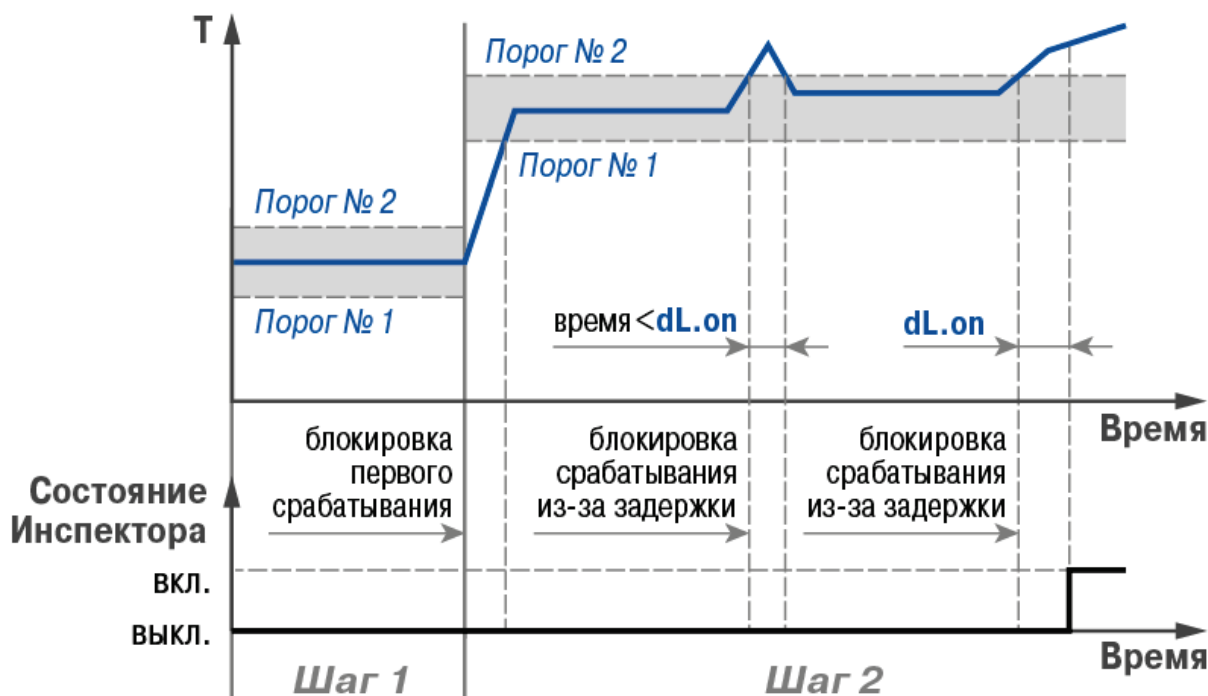 T
Порог № 2
Порог № 1
Порог № 2
Порог № 1
время<dL.on
dL.on
Время
блокировка
первого
срабатывания
блокировка
срабатывания
из-за задержки
блокировка
срабатывания
из-за задержки
Состояние
Инспектора
вкл.
выкл.
Время
Шаг 1
Шаг 2